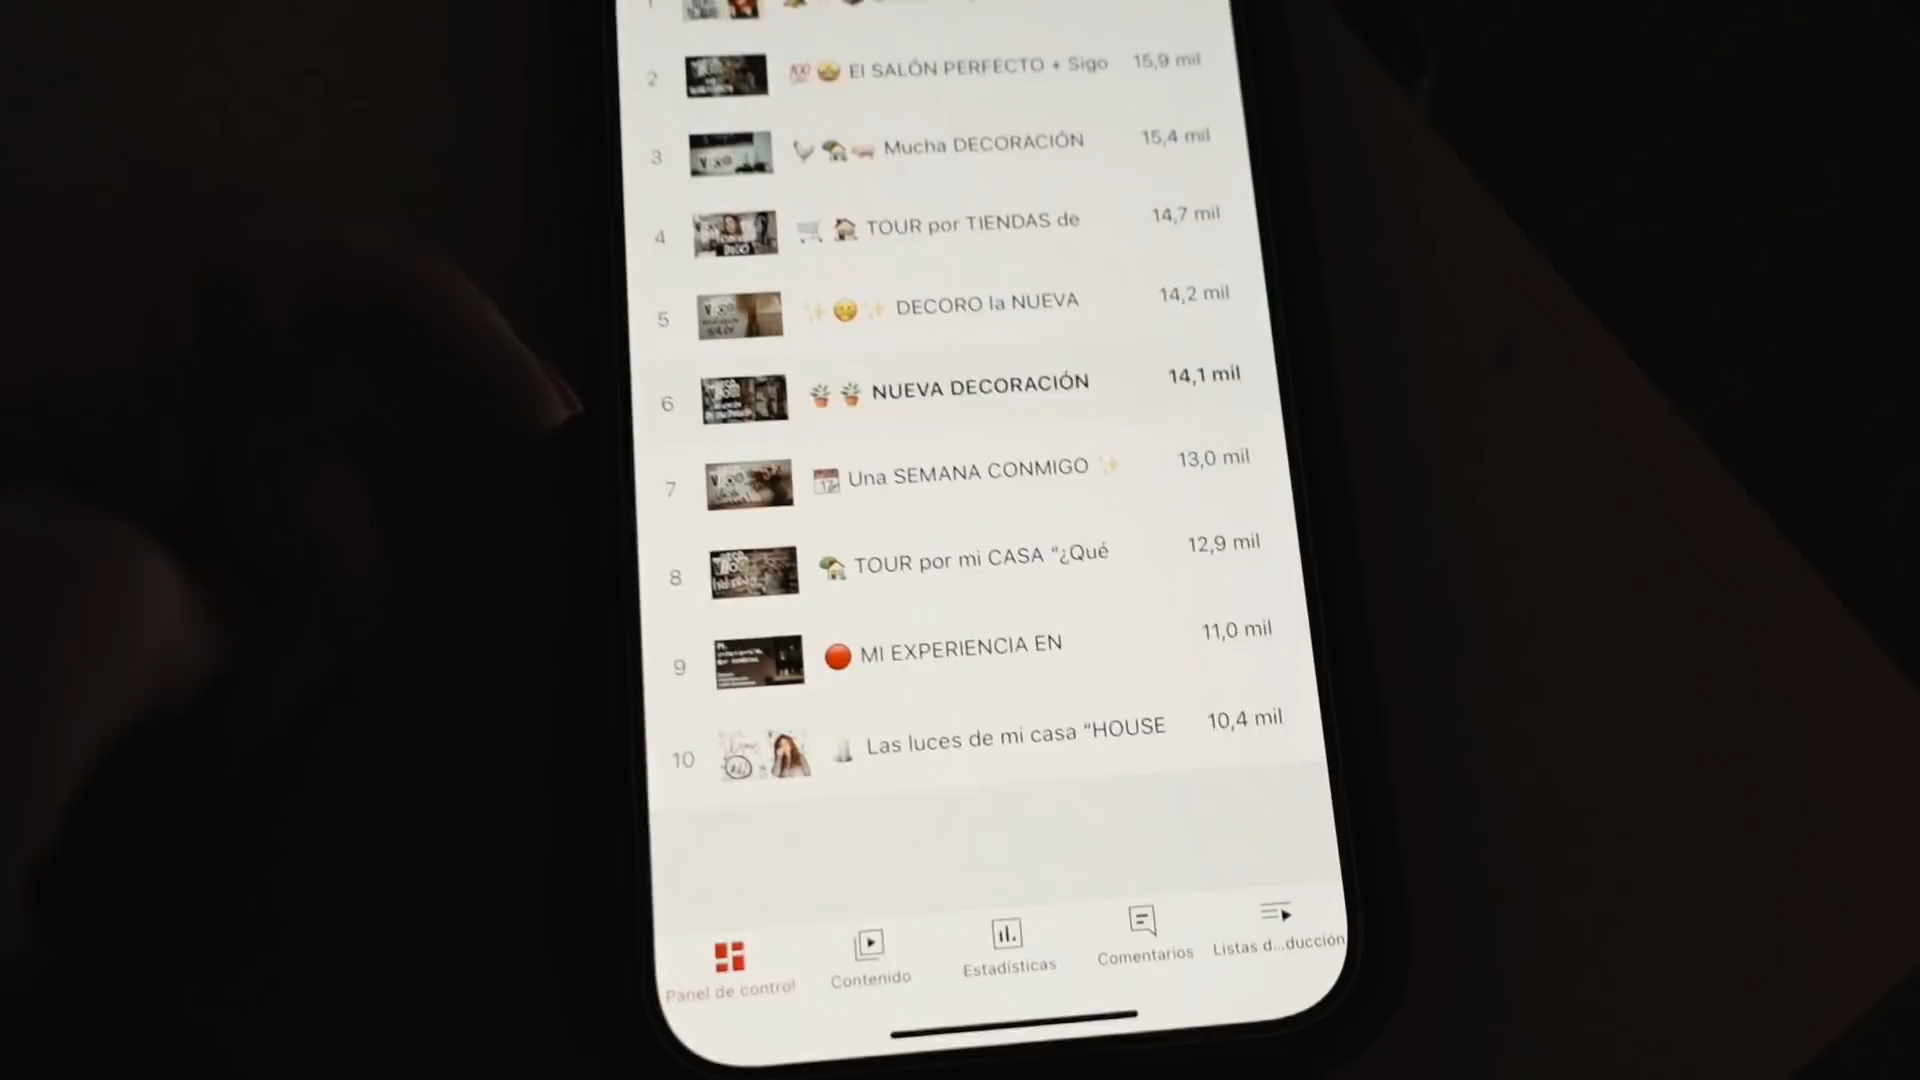 2 El SALÓN PERFECTO + Sigo 15,9 mil
3 Mucha DECORACIÓN 15,4 mil
4 TOUR por TIENDAS de 14,7 mil
5 DECORO la NUEVA 14,2 mil
6 NUEVA DECORACIÓN 14,1 mil
7 Una SEMANA CONMIGO 13,0 mil
8 TOUR por mi CASA “¿Qué 12,9 mil
9 MI EXPERIENCIA EN 11,0 mil
10 Las luces de mi casa “HOUSE 10,4 mil
Panel de control Contenido Estadísticas Comentarios Listas d...ducción